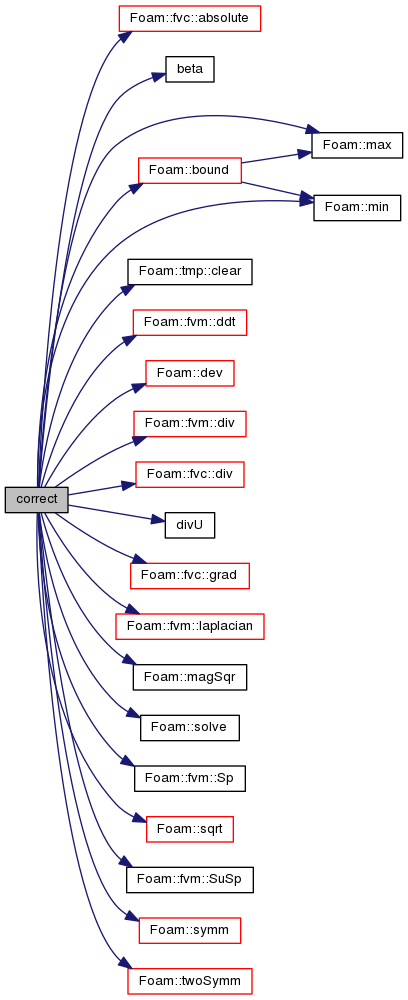 Foam::fvc::absolute
beta
Foam::max
Foam::bound
Foam::min
Foam::tmp::clear
Foam::fvm::ddt
Foam::dev
Foam::fvm::div
Foam::fvc::div
correct
divU
Foam::fvc::grad
Foam::fvm::laplacian
Foam::magSqr
Foam::solve
Foam::fvm::Sp
Foam::sqrt
Foam::fvm::SuSp
Foam::symm
Foam::twoSymm